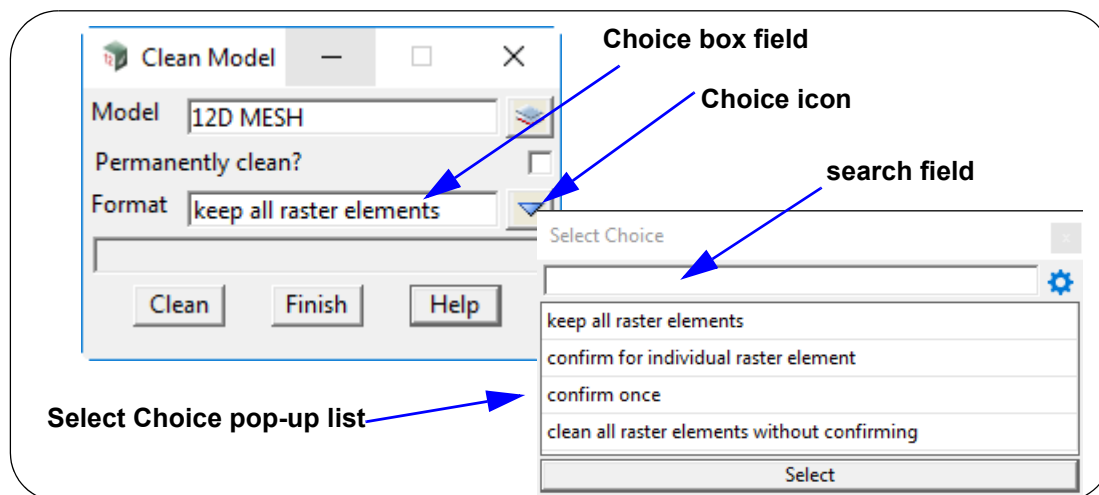 Clean Model
Choice box field
Model 12D MESH
Choice icon
Permanently clean?
search field
Format keep all raster elements
Select Choice
Clean Finish Help
keep all raster elements
confirm for individual raster element
confirm once
Select Choice pop-up list
clean all raster elements without confirming
Select